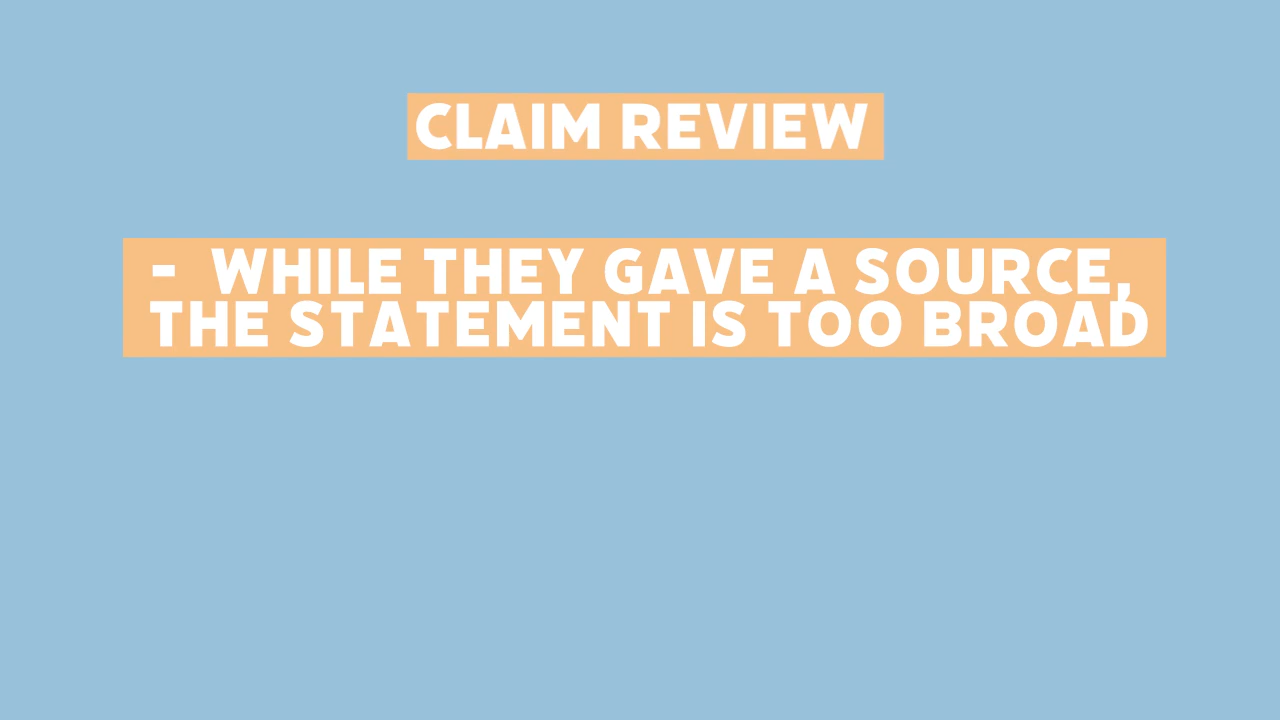 CLAIM REVIEW
- WHILE THEY GAVE A SOURCE,
THE STATEMENT IS TOO BROAD